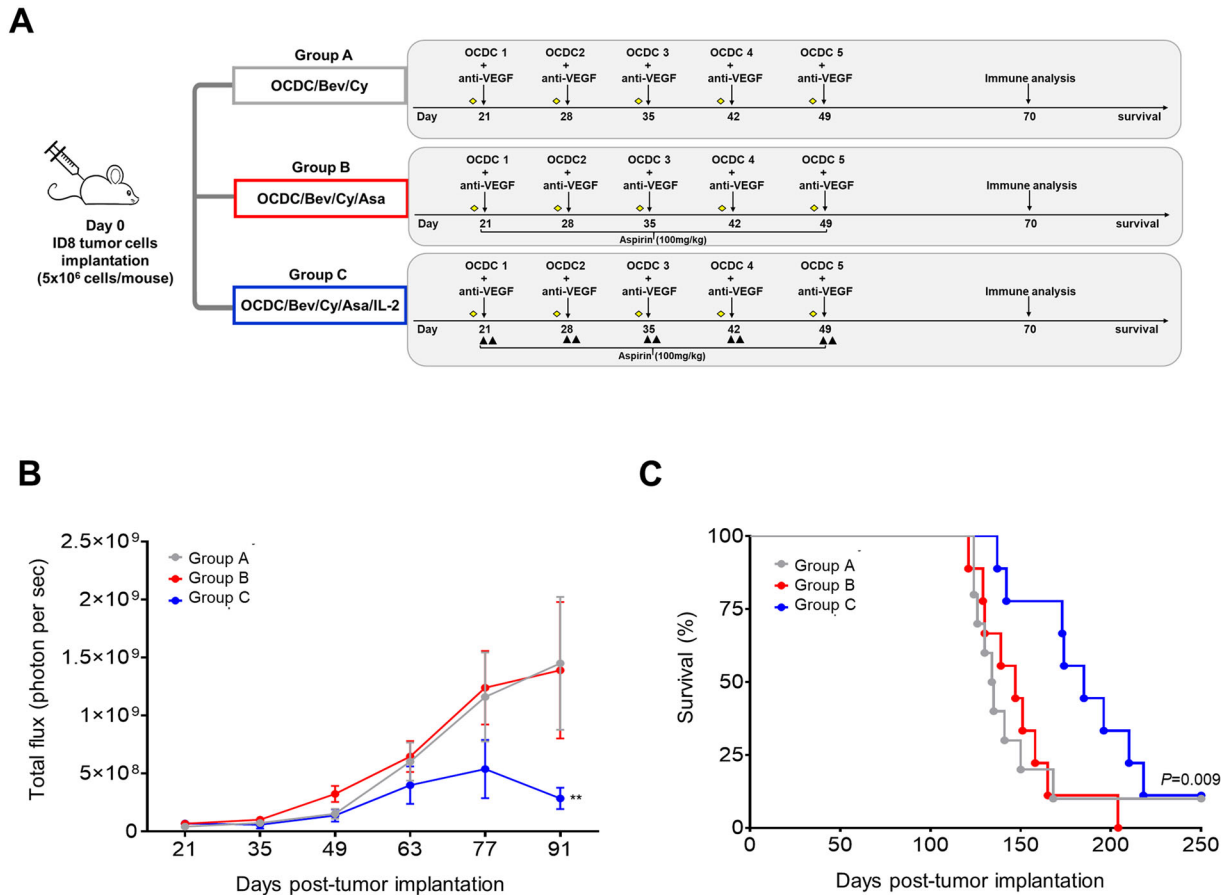 A
Group A
OCDC/Bev/Cy
OCDC 1 OCDC2 OCDC 3 OCDC 4 OCDC 5
+ + + + +
anti-VEGF anti-VEGF anti-VEGF anti-VEGF anti-VEGF Immune analysis
Day 21 28 35 42 49 70 survival
Group B
OCDC/Bev/Cy/Asa
OCDC 1 OCDC2 OCDC 3 OCDC 4 OCDC 5
+ + + + +
anti-VEGF anti-VEGF anti-VEGF anti-VEGF anti-VEGF Immune analysis
Day 21 28 35 42 49 70 survival
Aspirin (100mg/kg)
Day 0
ID8 tumor cells
implantation
(5x10⁶ cells/mouse)
Group C
OCDC/Bev/Cy/Asa/IL-2
OCDC 1 OCDC2 OCDC 3 OCDC 4 OCDC 5
+ + + + +
anti-VEGF anti-VEGF anti-VEGF anti-VEGF anti-VEGF Immune analysis
Day 21 28 35 42 49 70 survival
Aspirin (100mg/kg)
B
Total flux (photon per sec)
2.5×10⁹
2×10⁹
1.5×10⁹
1×10⁹
5×10⁸
0
Group A
Group B
Group C
**
21 35 49 63 77 91
Days post-tumor implantation
C
Survival (%)
100
75
50
25
0
Group A
Group B
Group C
P=0.009
0 50 100 150 200 250
Days post-tumor implantation